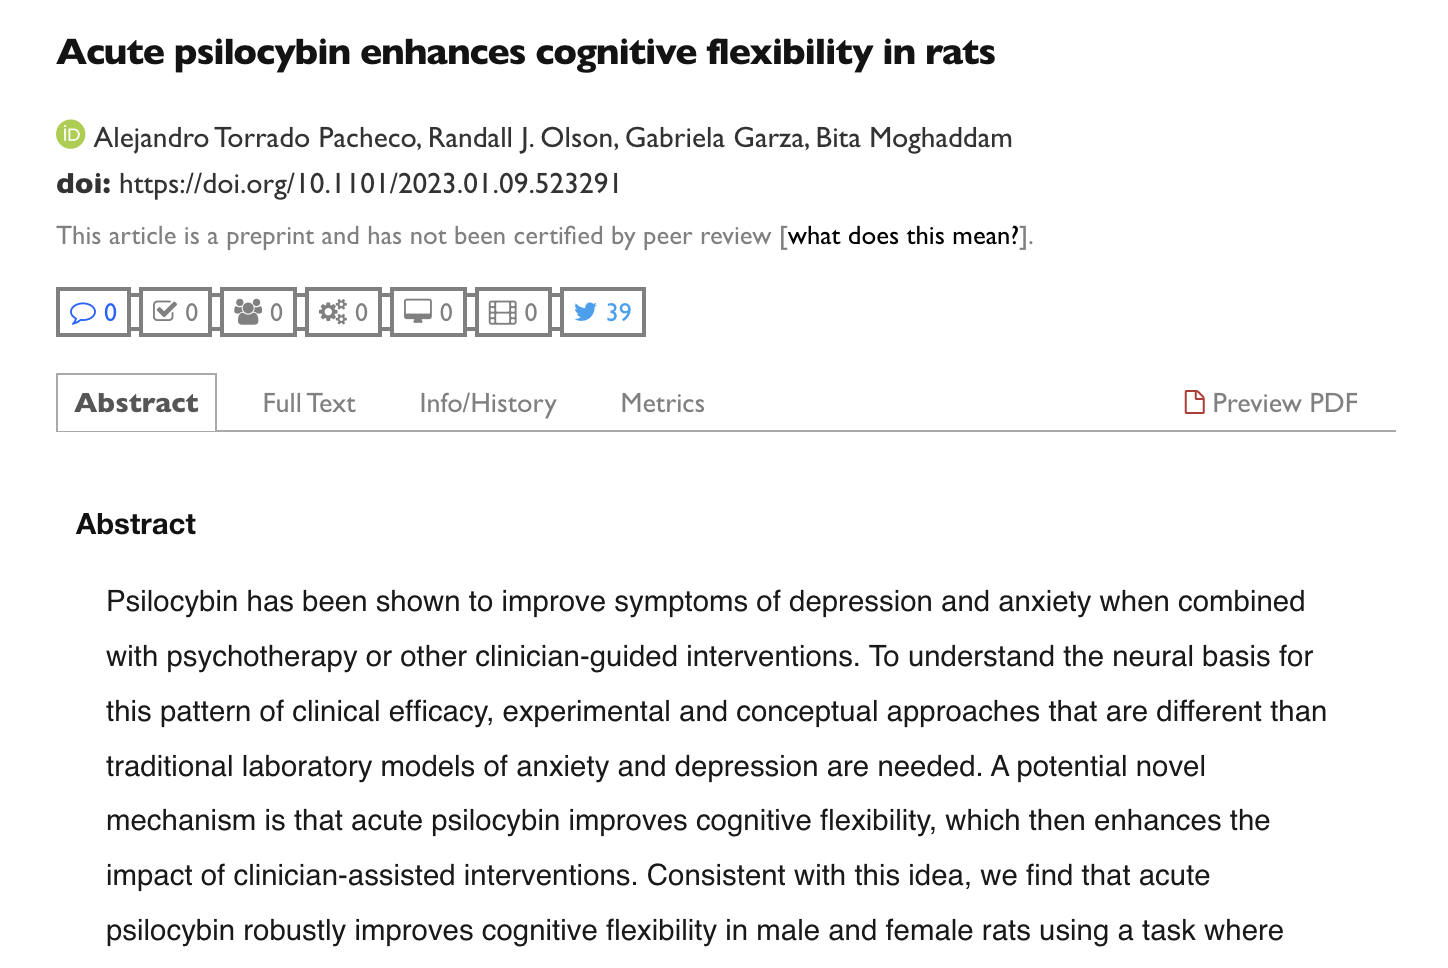 Acute psilocybin enhances cognitive flexibility in rats
iD Alejandro Torrado Pacheco, Randall J. Olson, Gabriela Garza, Bita Moghaddam
doi: https://doi.org/10.1101/2023.01.09.523291
This article is a preprint and has not been certified by peer review [what does this mean?].
0 0 0 0 0 0 39
Abstract Full Text Info/History Metrics Preview PDF
Abstract
Psilocybin has been shown to improve symptoms of depression and anxiety when combined
with psychotherapy or other clinician-guided interventions. To understand the neural basis for
this pattern of clinical efficacy, experimental and conceptual approaches that are different than
traditional laboratory models of anxiety and depression are needed. A potential novel
mechanism is that acute psilocybin improves cognitive flexibility, which then enhances the
impact of clinician-assisted interventions. Consistent with this idea, we find that acute
psilocybin robustly improves cognitive flexibility in male and female rats using a task where